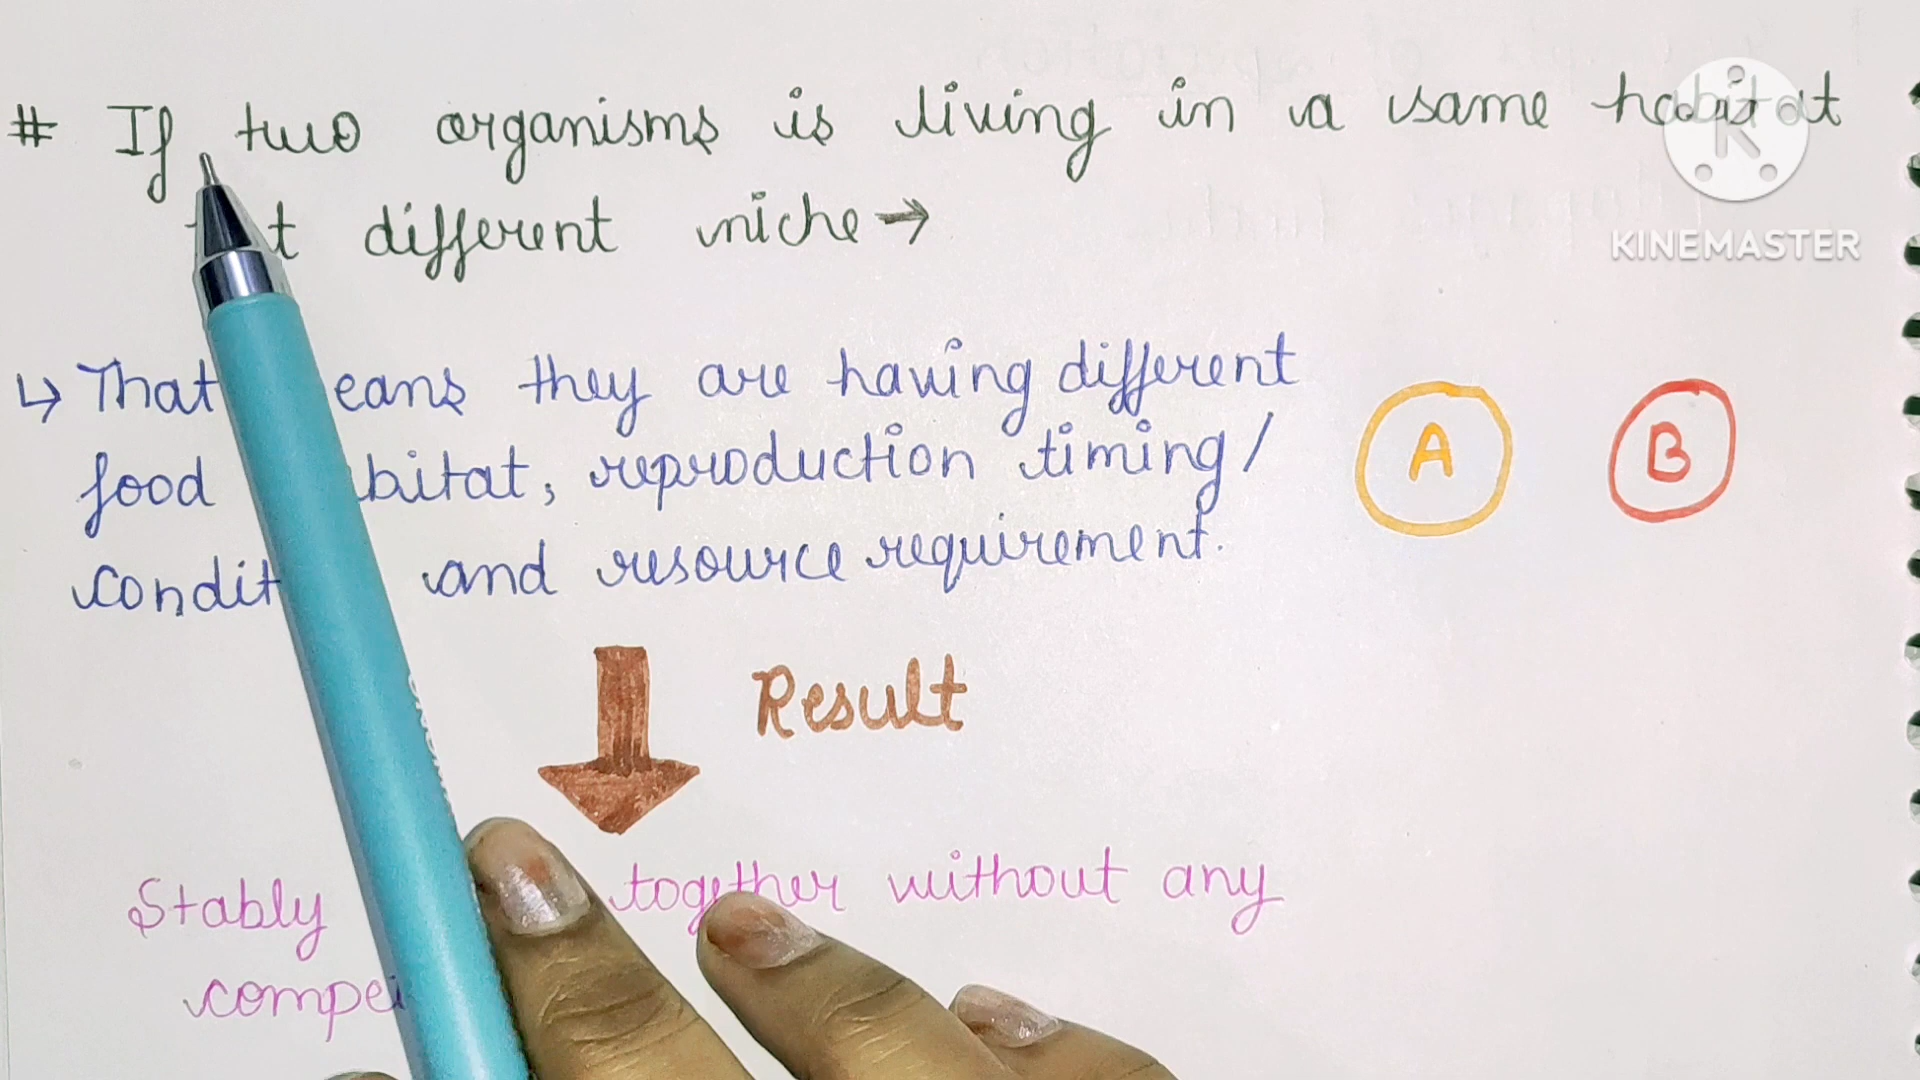 # If two organisms is living in a same habitat
different niche →
↳ That eans they are having different
food bitat, reproduction timing/
condit and resource requirement.
A
B
Result
Stably together without any
compe
KINEMASTER